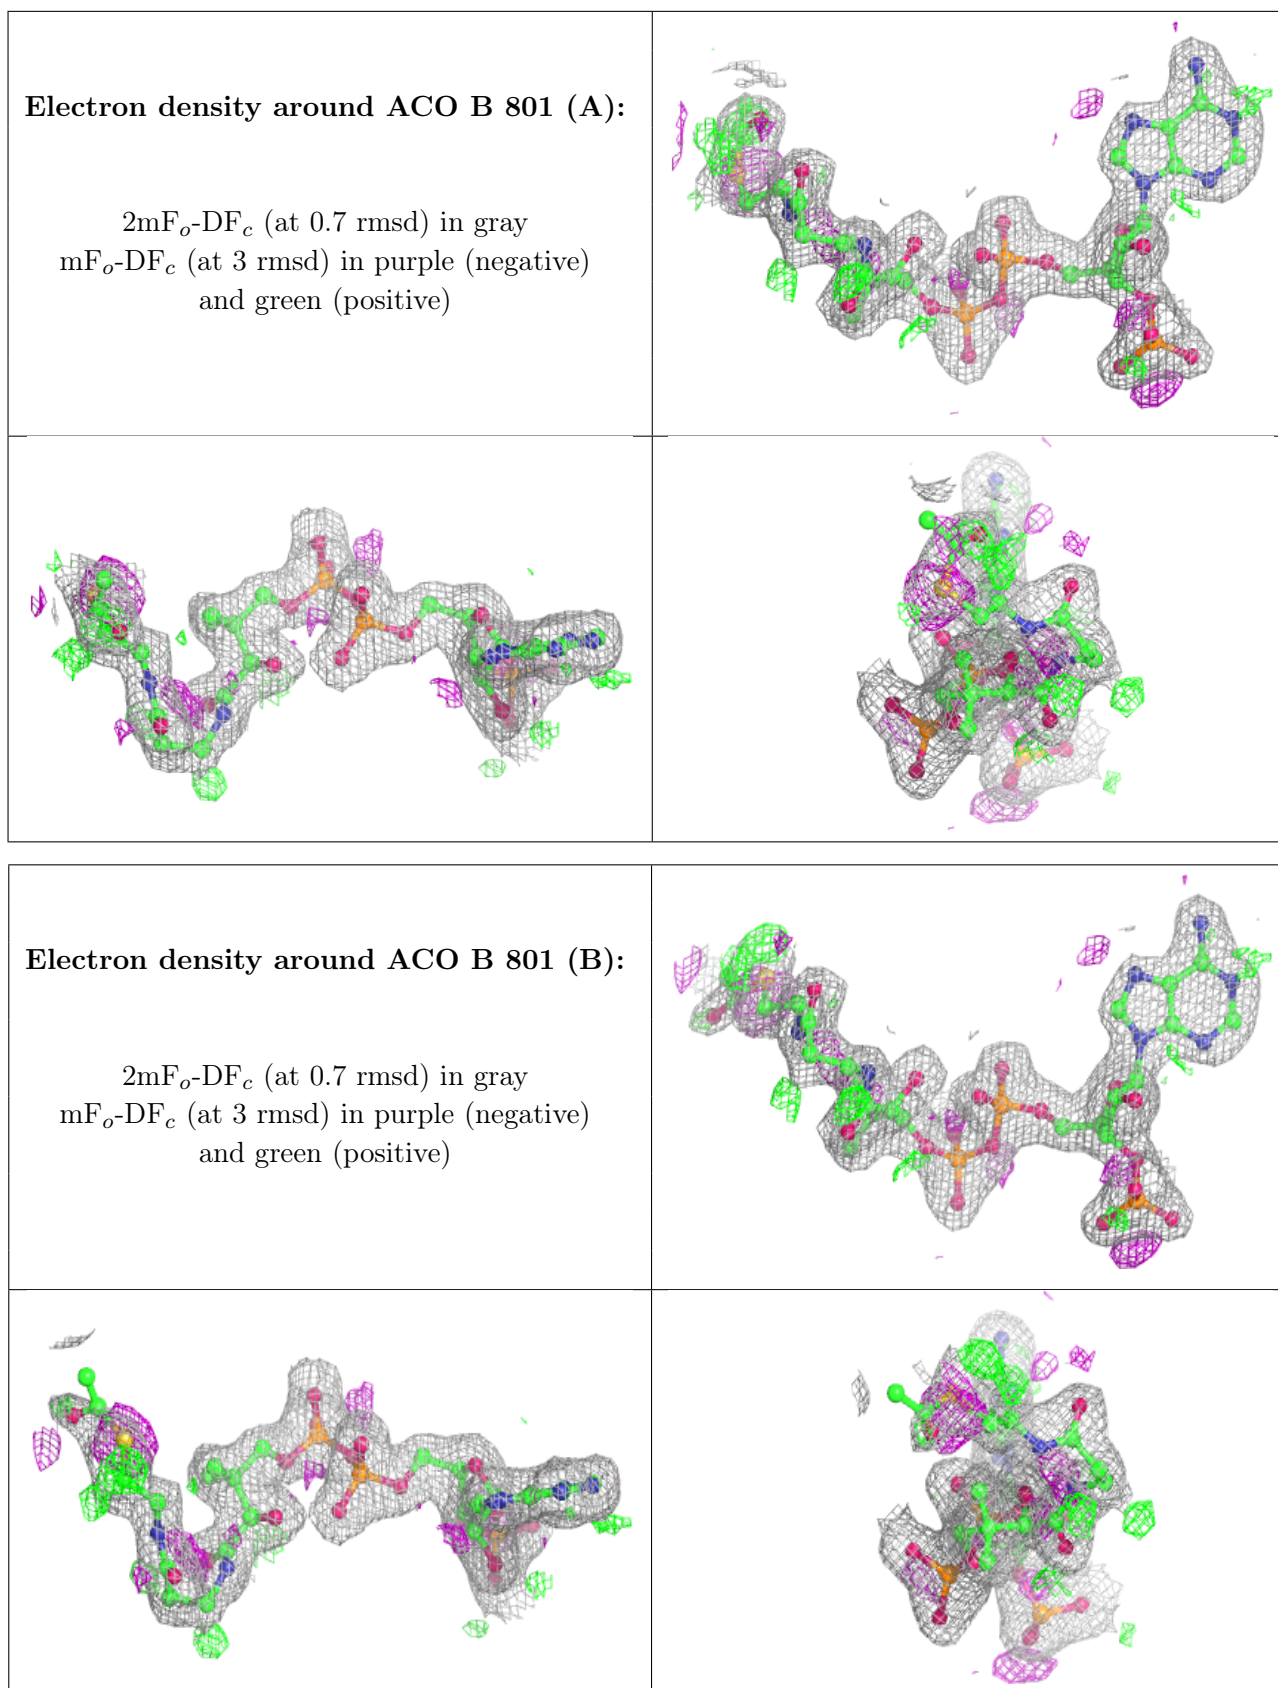 Electron density around ACO B 801 (A):
2mFo-DFc (at 0.7 rmsd) in gray
mFo-DFc (at 3 rmsd) in purple (negative)
and green (positive)
Electron density around ACO B 801 (B):
2mFo-DFc (at 0.7 rmsd) in gray
mFo-DFc (at 3 rmsd) in purple (negative)
and green (positive)